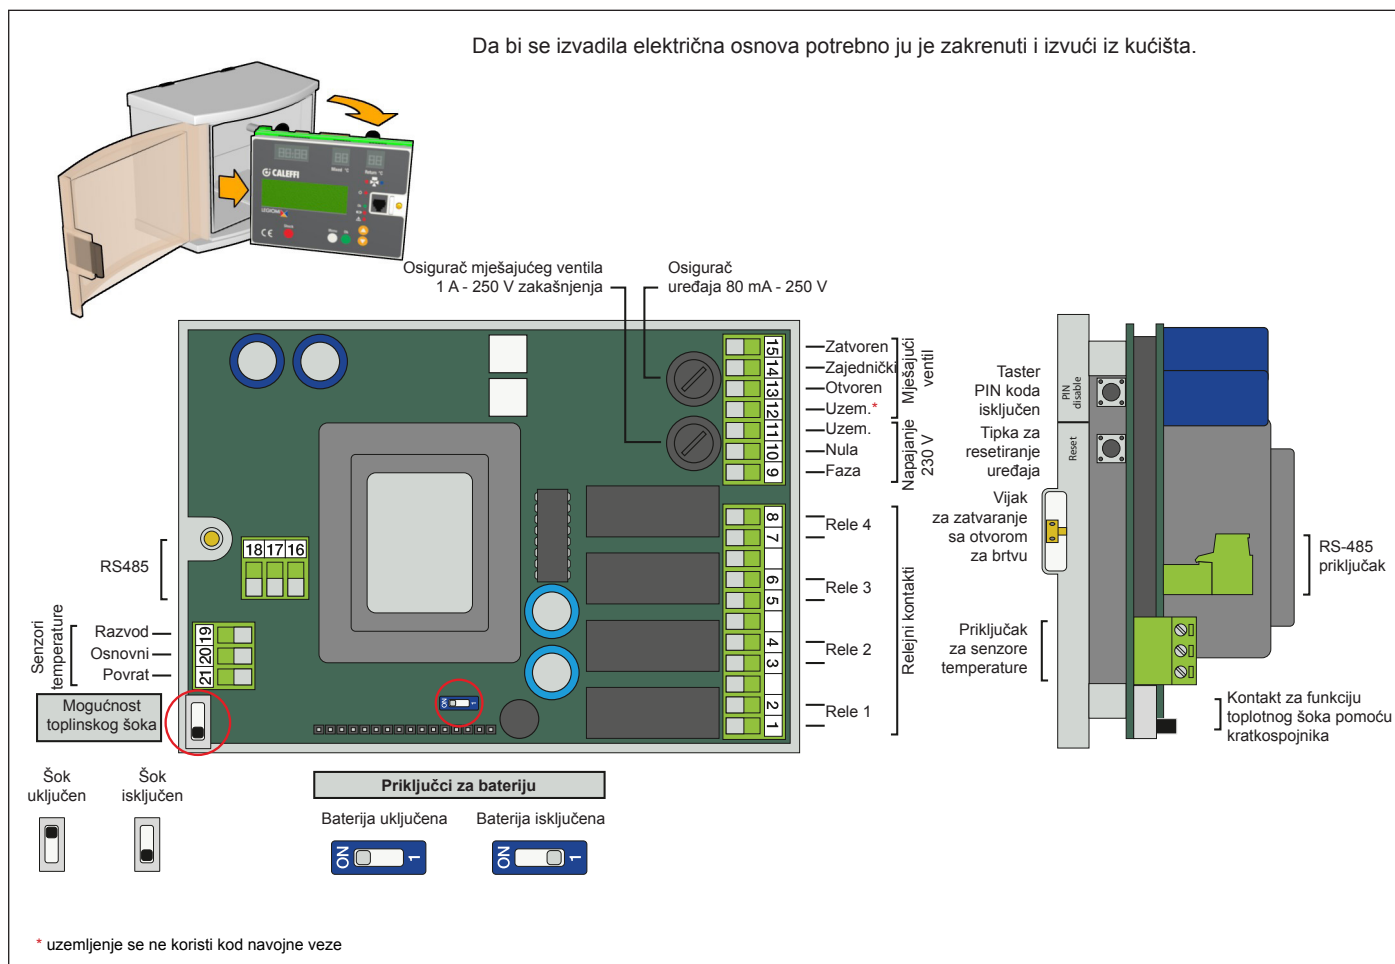 Da bi se izvadila električna osnova potrebno ju je zakrenuti i izvući iz kućišta.
CALEFFI
CE
Osigurač mješajućeg ventila
1 A - 250 V zakašnjenja
Osigurač
uređaja 80 mA - 250 V
15
14
13
12
11
10
9
Zatvoren
Zajednički
Otvoren
Uzem.*
Uzem.
Nula
Faza
Mješajući
ventil
Napajanje
230 V
8
7
6
5
4
3
2
1
Rele 4
Rele 3
Rele 2
Rele 1
Relejni kontakti
RS485
18 17 16
Senzori
temperature
Razvod
Osnovni
Povrat
19
20
21
Mogućnost
toplinskog šoka
ON 1
Šok
uključen
Šok
isključen
Priključci za bateriju
Baterija uključena
Baterija isključena
ON 1
ON 1
Taster
PIN koda
isključen
Tipka za
resetiranje
uređaja
PIN
disable
Reset
Vijak
za zatvaranje
sa otvorom
za brtvu
Priključak
za senzore
temperature
RS-485
priključak
Kontakt za funkciju
toplotnog šoka pomoću
kratkospojnika
* uzemljenje se ne koristi kod navojne veze